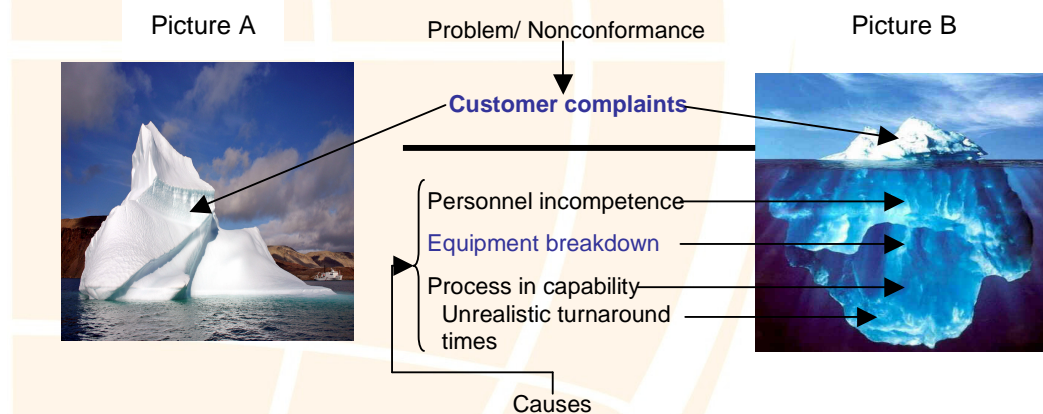 Picture A
Problem/ Nonconformance
Picture B
Customer complaints
Personnel incompetence
Equipment breakdown
Process in capability
Unrealistic turnaround
times
Causes